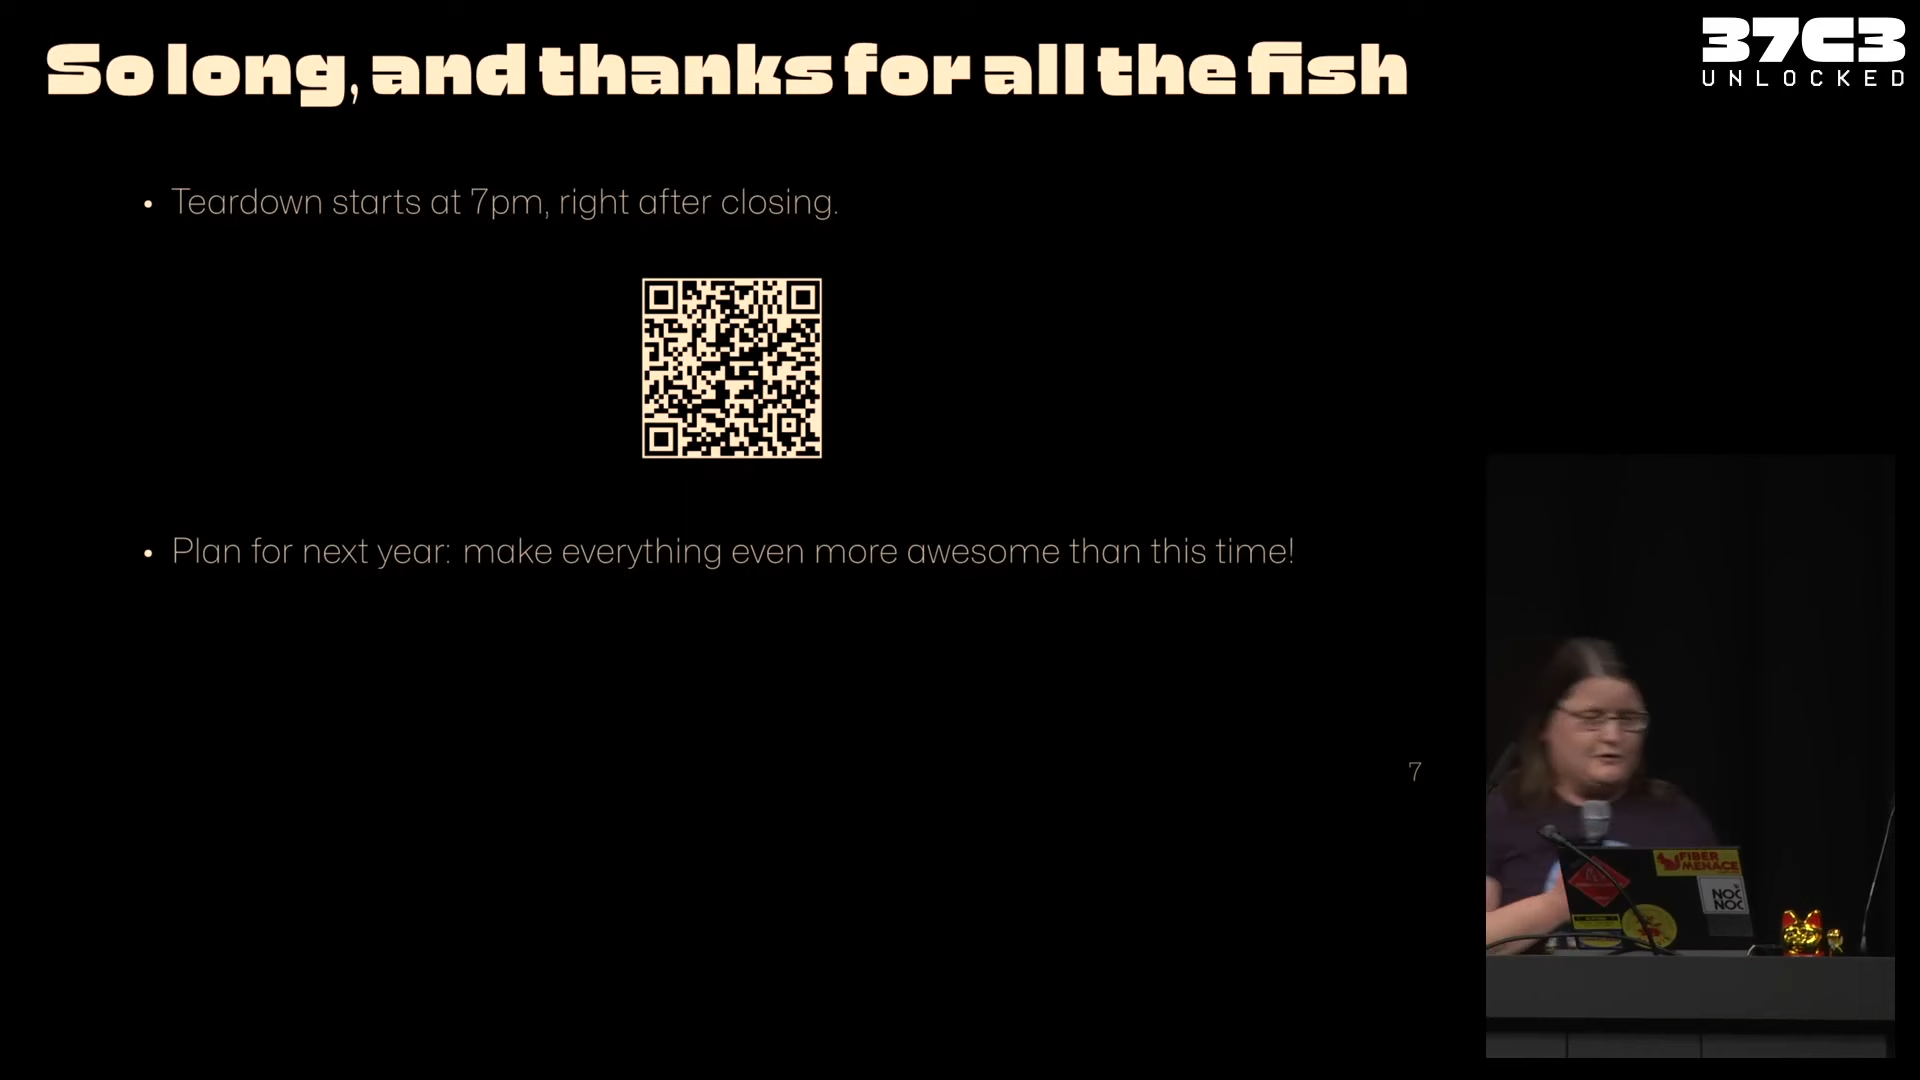 So long, and thanks for all the fish
37C3
UNLOCKED
• Teardown starts at 7pm, right after closing.
• Plan for next year: make everything even more awesome than this time!
7
FIBER
MENACE
NOC
NOC